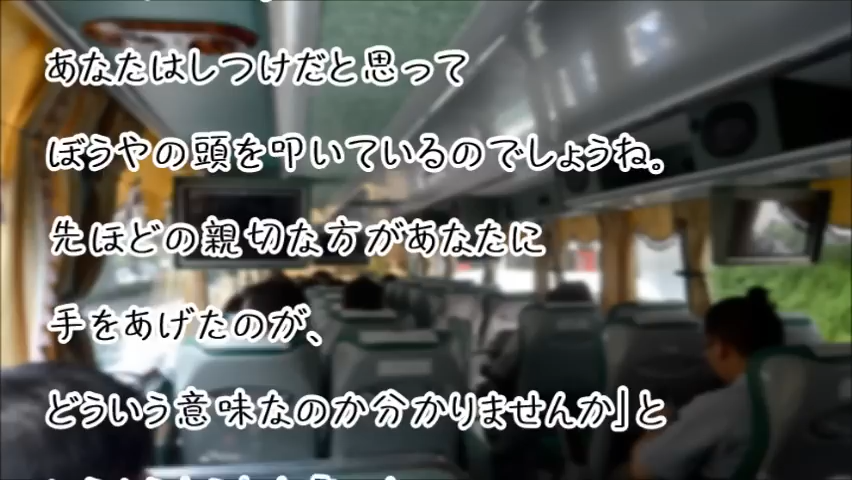 あなたはしつけだと思って
ぼうやの頭を叩いているのでしょうね。
先ほどの親切な方があなたに
手をあげたのが、
どういう意味なのか分かりませんか」と